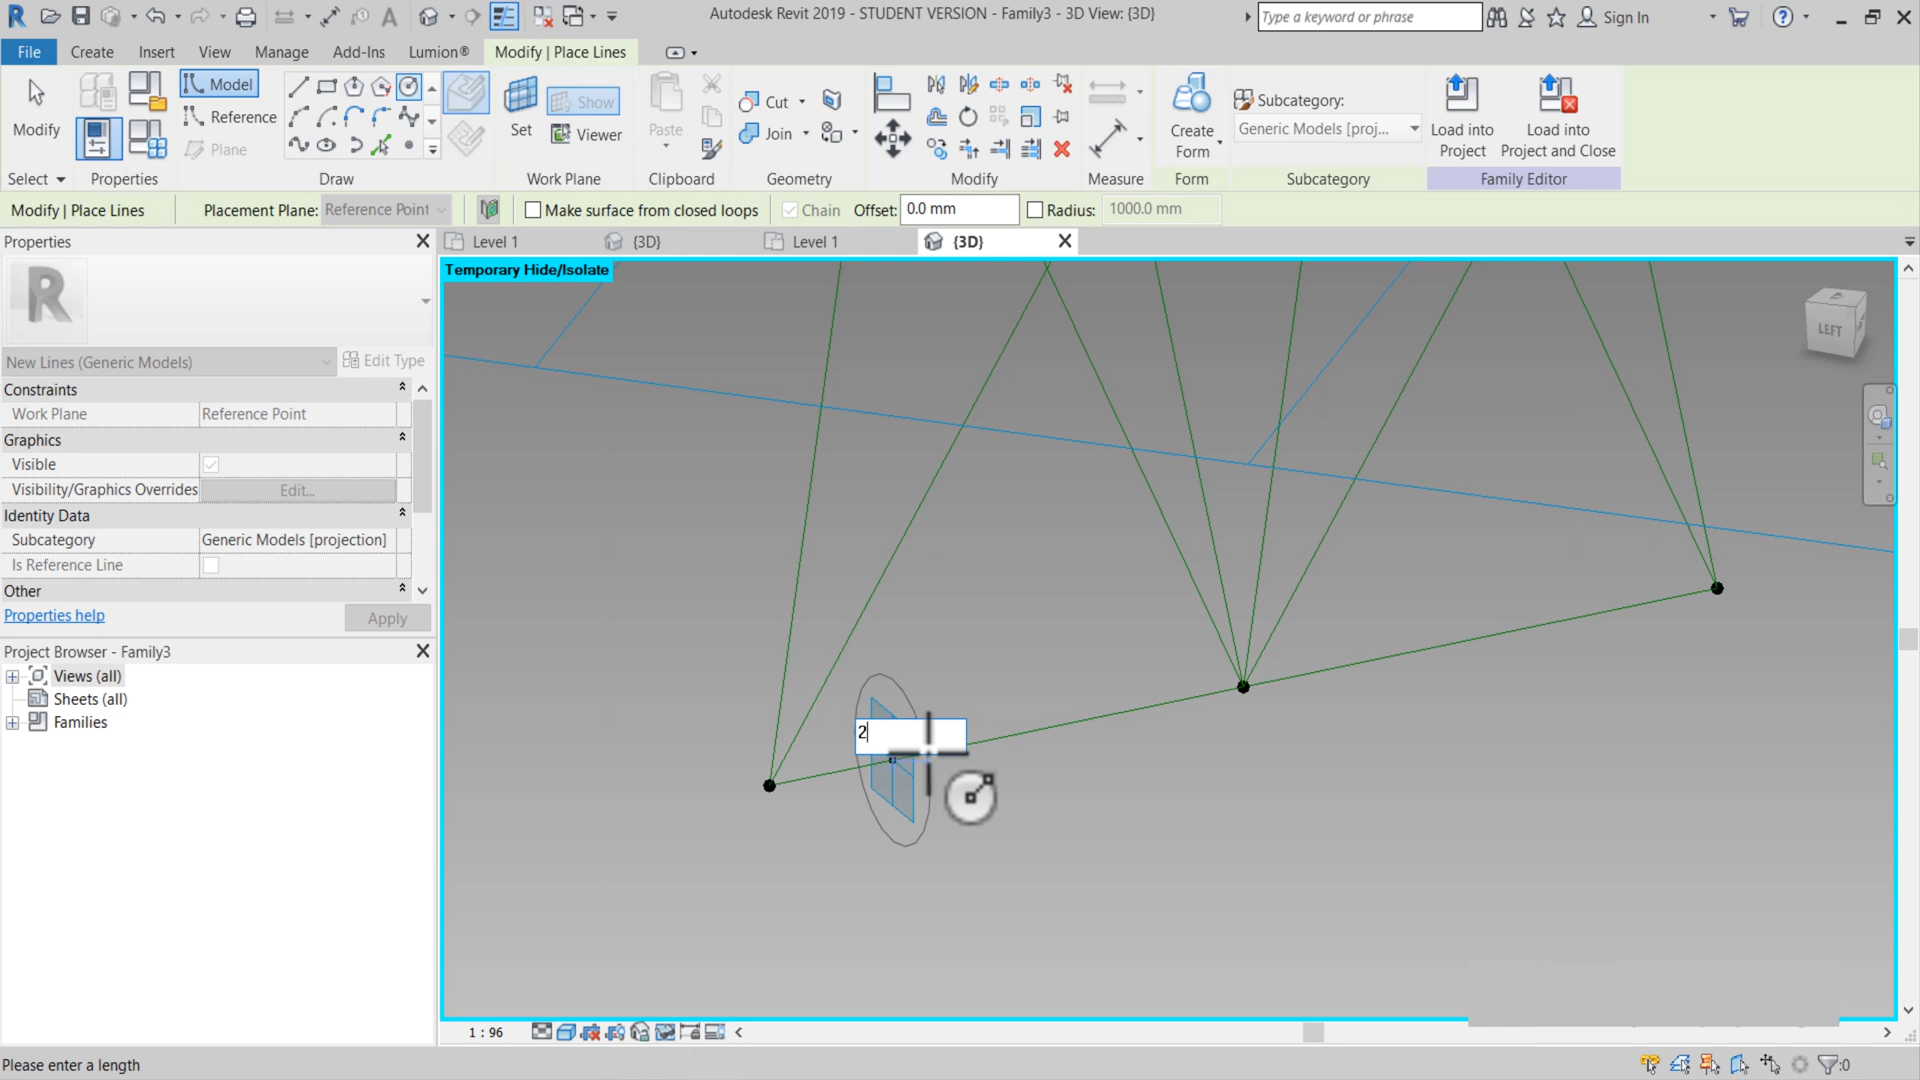 Autodesk Revit 2019 - STUDENT VERSION - Family3 - 3D View: {3D}
Type a keyword or phrase
Sign In
File
Create
Insert
View
Manage
Add-Ins
Lumion®
Modify | Place Lines
Modify
Model
Reference
Plane
Set
Show
Viewer
Paste
Cut
Join
Create
Form
Subcategory:
Generic Models [proj...
Load into
Project
Load into
Project and Close
Select
Properties
Draw
Work Plane
Clipboard
Geometry
Modify
Measure
Form
Subcategory
Family Editor
Modify | Place Lines
Placement Plane:
Reference Point
Make surface from closed loops
Chain
Offset:
0.0 mm
Radius:
1000.0 mm
Properties
Level 1
{3D}
Level 1
{3D}
Temporary Hide/Isolate
LEFT
New Lines (Generic Models)
Edit Type
Constraints
Work Plane
Reference Point
Graphics
Visible
Visibility/Graphics Overrides
Edit...
Identity Data
Subcategory
Generic Models [projection]
Is Reference Line
Other
Properties help
Apply
Project Browser - Family3
Views (all)
Sheets (all)
Families
2
1 : 96
Please enter a length
:0